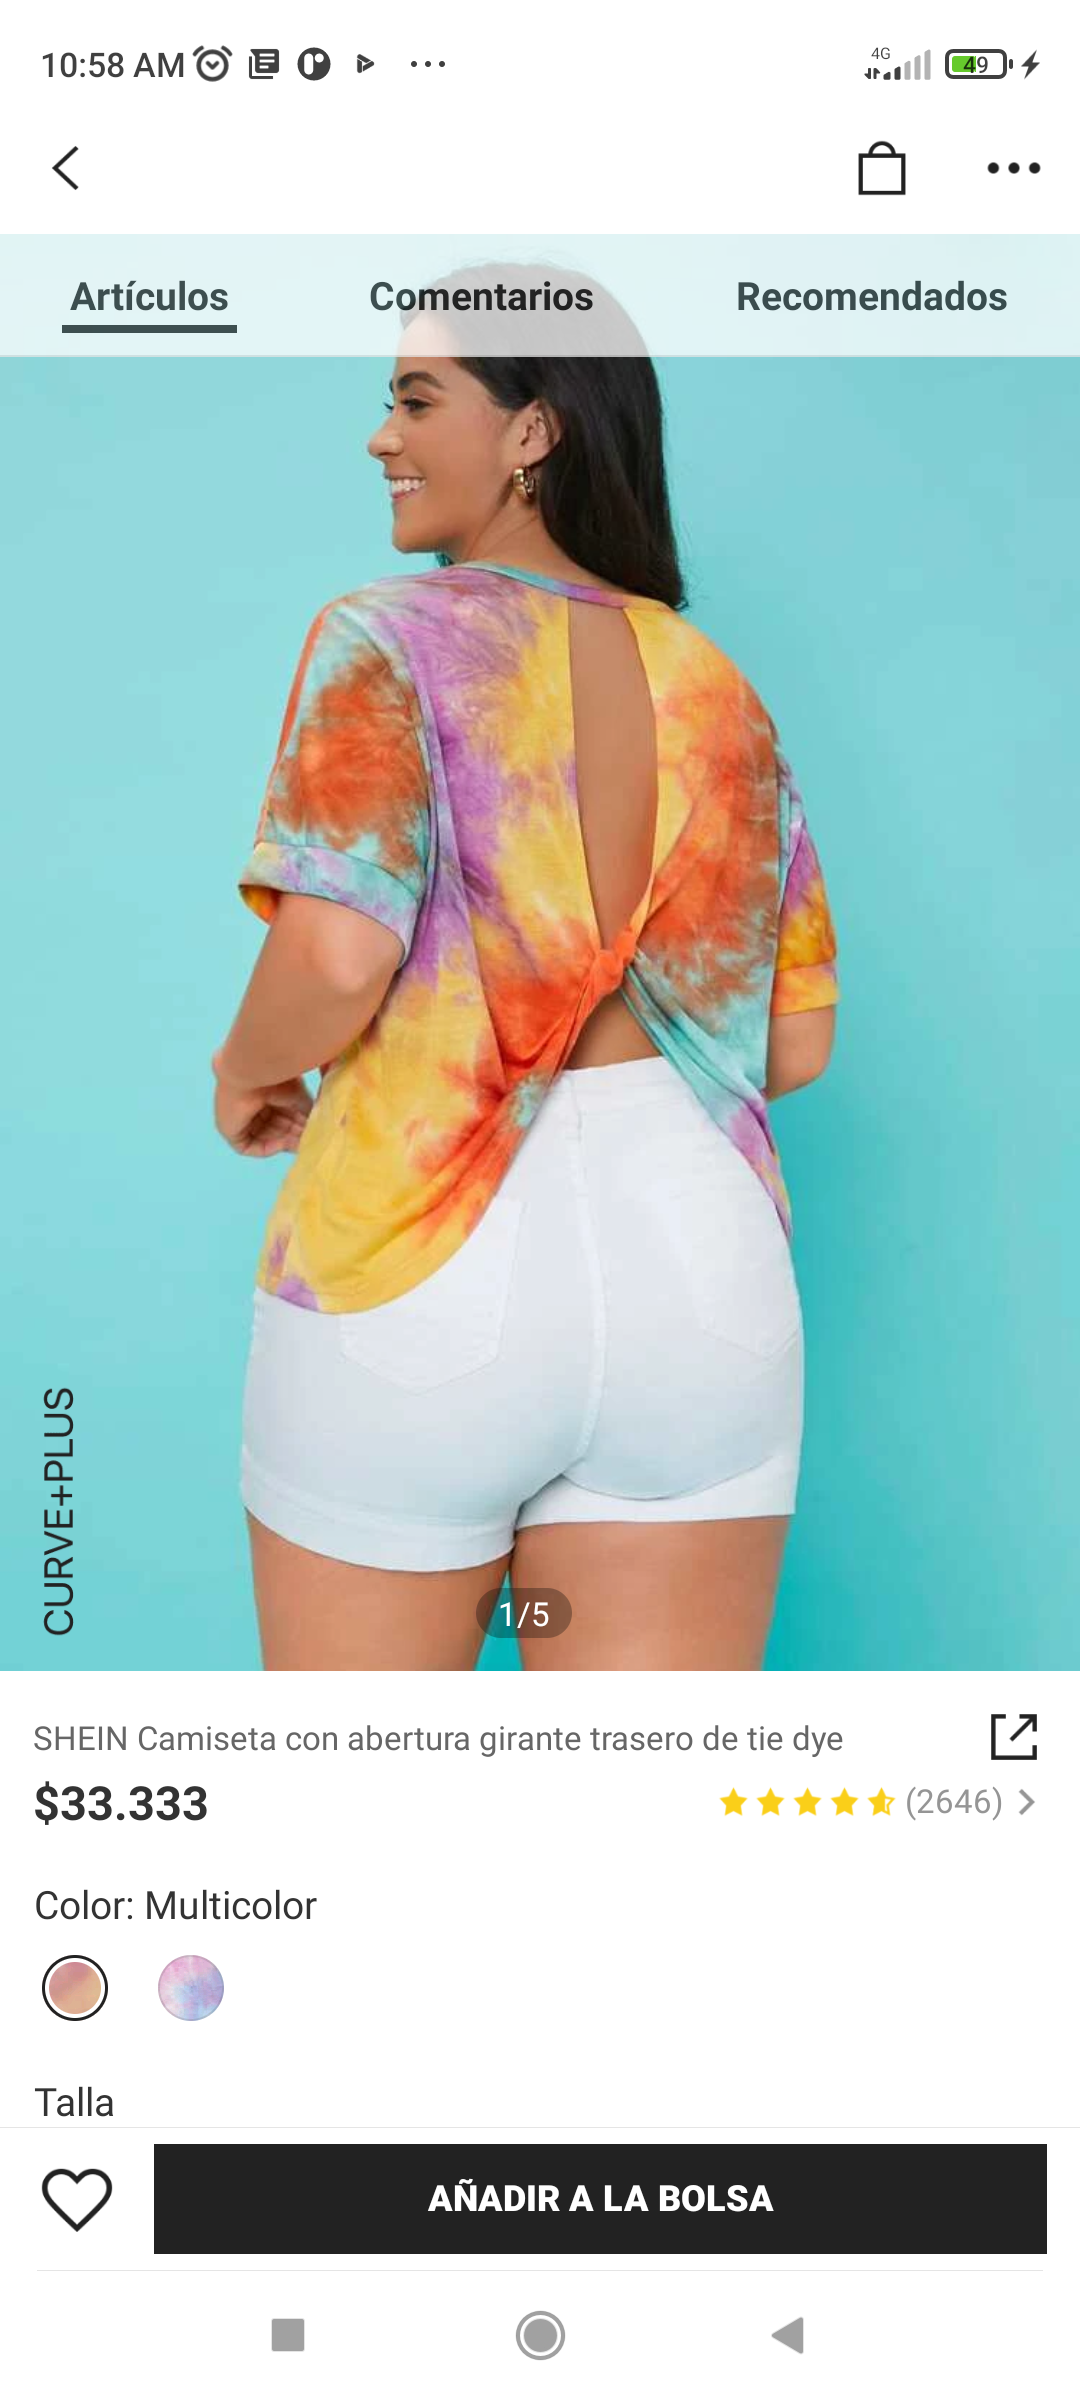 10:58 AM
4G
49
Artículos
Comentarios
Recomendados
CURVE+PLUS
1/5
SHEIN Camiseta con abertura girante trasero de tie dye
$33.333
(2646)
Color: Multicolor
Talla
AÑADIR A LA BOLSA